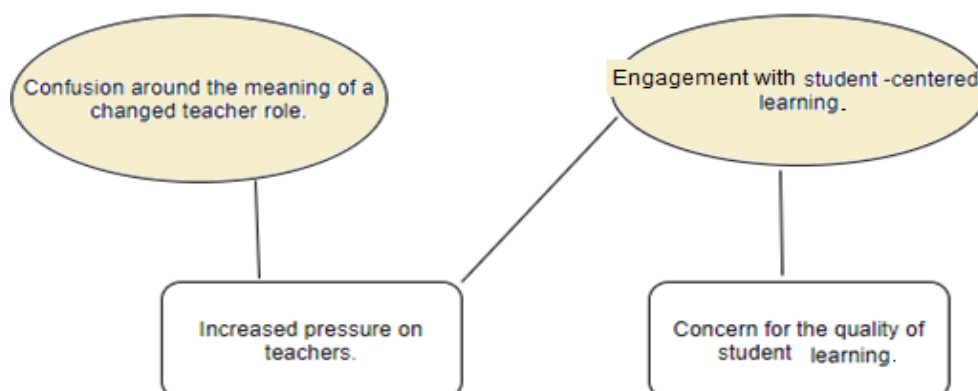 Confusion around the meaning of a
changed teacher role.
Engagement with student -centered
learning.
Increased pressure on
teachers.
Concern for the quality of
student learning.